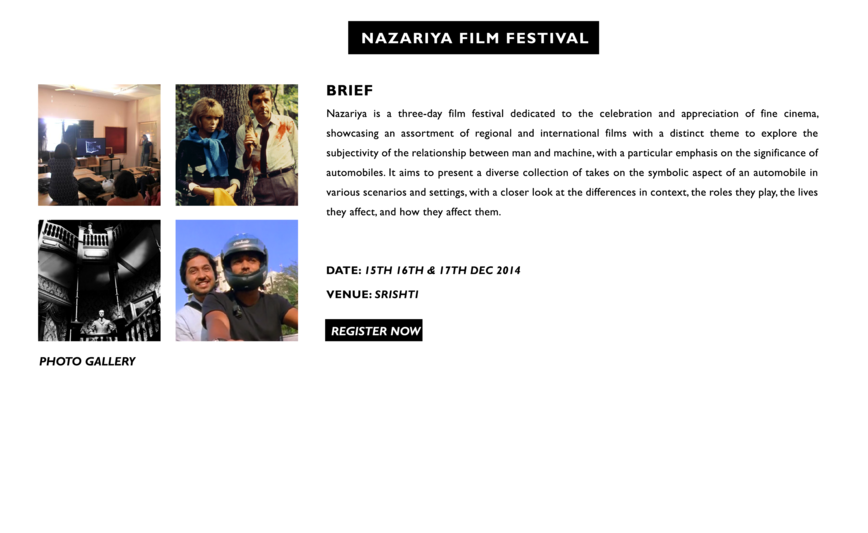 NAZARIYA FILM FESTIVAL
BRIEF
Nazariya is a three-day film festival dedicated to the celebration and appreciation of fine cinema,
showcasing an assortment of regional and international films with a distinct theme to explore the
subjectivity of the relationship between man and machine, with a particular emphasis on the significance of
automobiles. It aims to present a diverse collection of takes on the symbolic aspect of an automobile in
various scenarios and settings, with a closer look at the differences in context, the roles they play, the lives
they affect, and how they affect them.
DATE: 15TH 16TH & 17TH DEC 2014
VENUE: SRISHTI
REGISTER NOW
PHOTO GALLERY